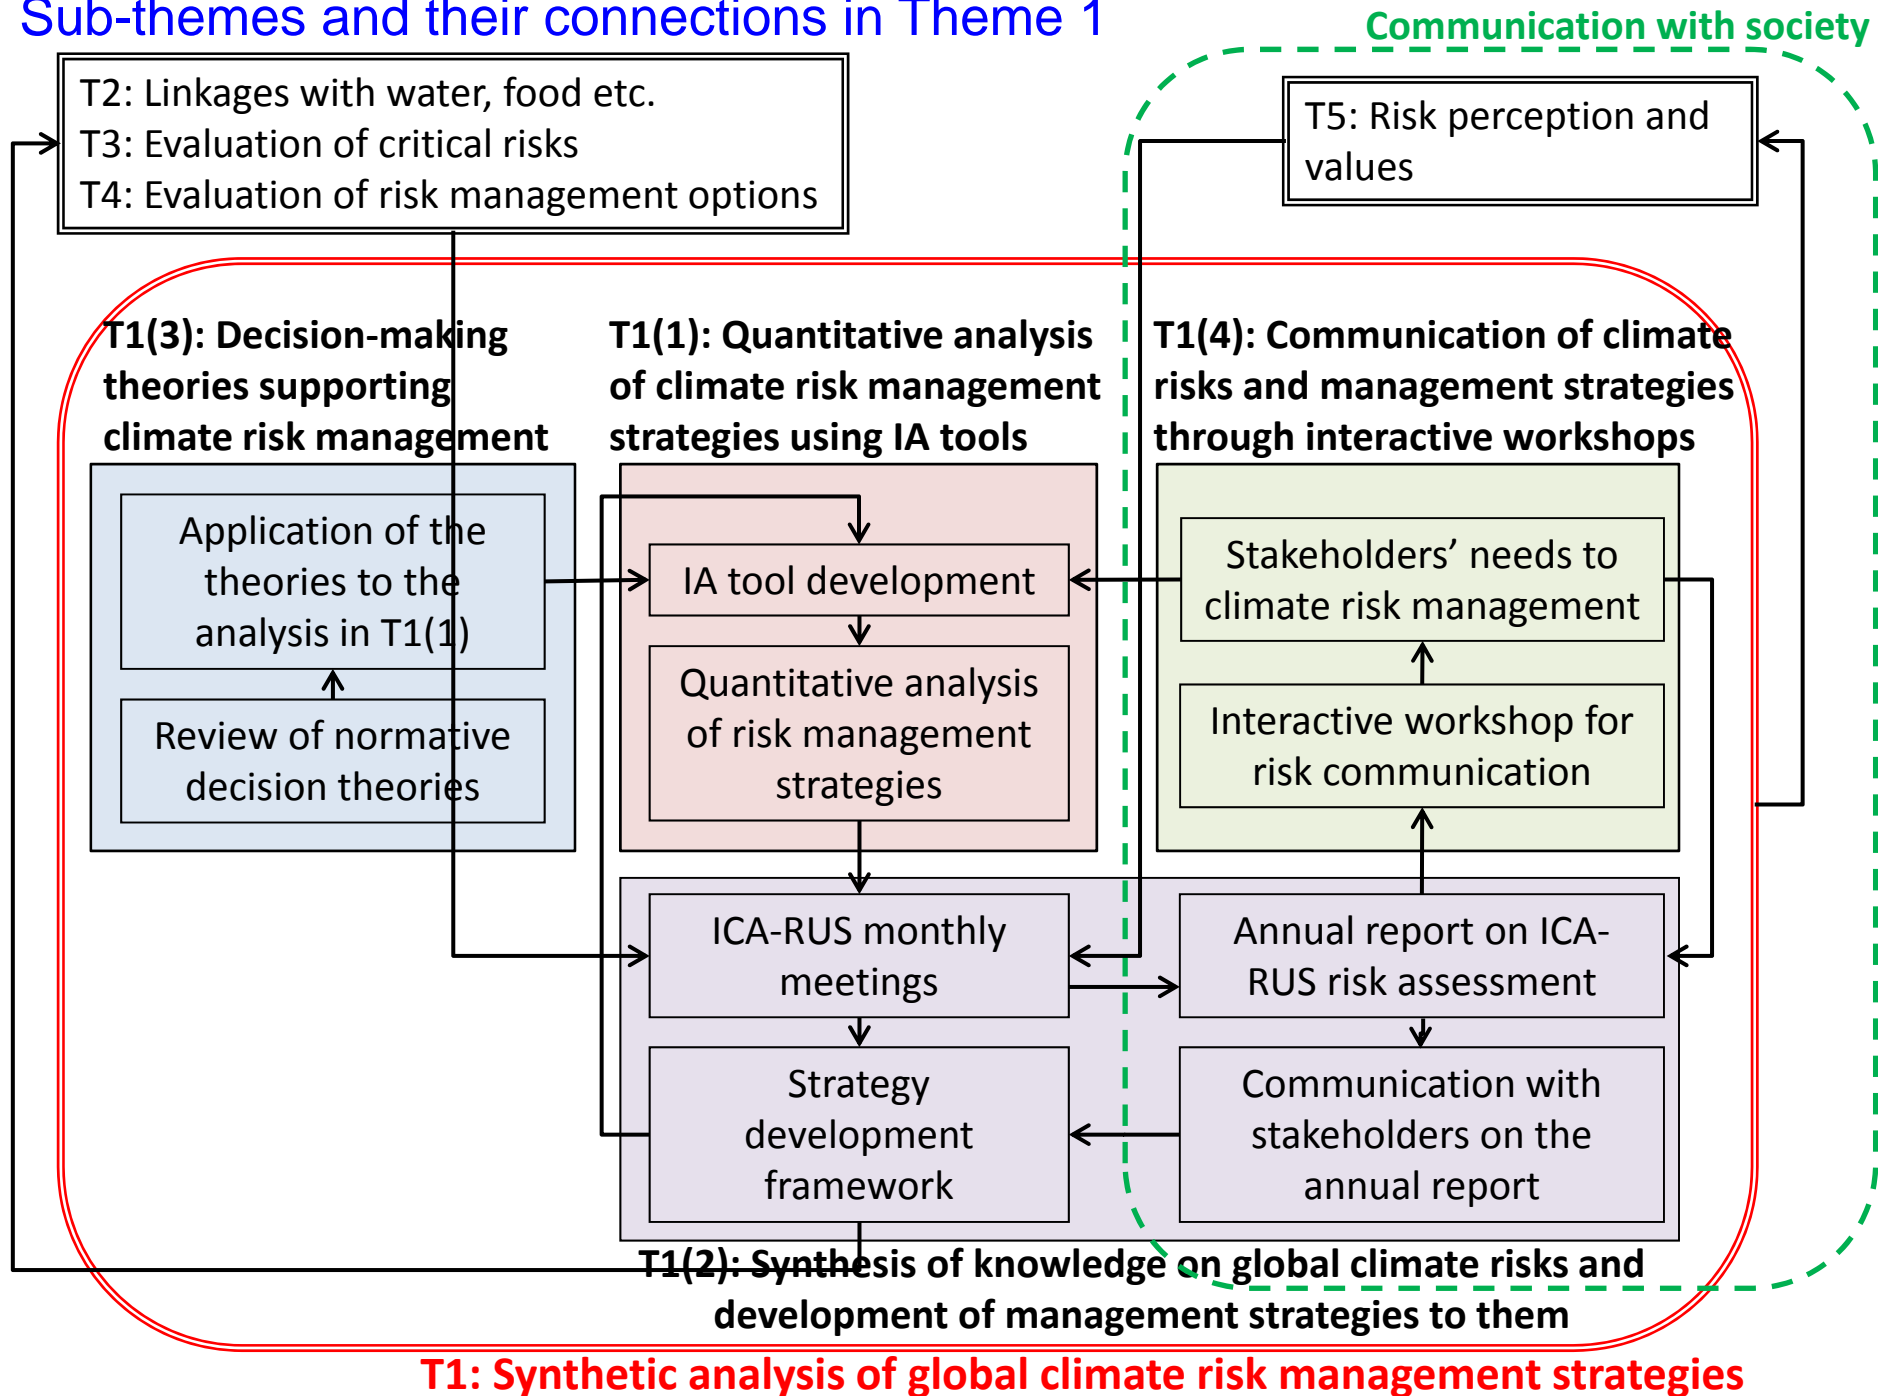 Sub-themes and their connections in Theme 1
Communication with society
T2: Linkages with water, food etc.
T3: Evaluation of critical risks
T4: Evaluation of risk management options
T5: Risk perception and
values
T1(3): Decision-making
theories supporting
climate risk management
T1(1): Quantitative analysis
of climate risk management
strategies using IA tools
T1(4): Communication of climate
risks and management strategies
through interactive workshops
Application of the
theories to the
analysis in T1(1)
Review of normative
decision theories
IA tool development
Quantitative analysis
of risk management
strategies
Stakeholders’ needs to
climate risk management
Interactive workshop for
risk communication
ICA-RUS monthly
meetings
Annual report on ICA-
RUS risk assessment
Strategy
development
framework
Communication with
stakeholders on the
annual report
T1(2): Synthesis of knowledge on global climate risks and
development of management strategies to them
T1: Synthetic analysis of global climate risk management strategies